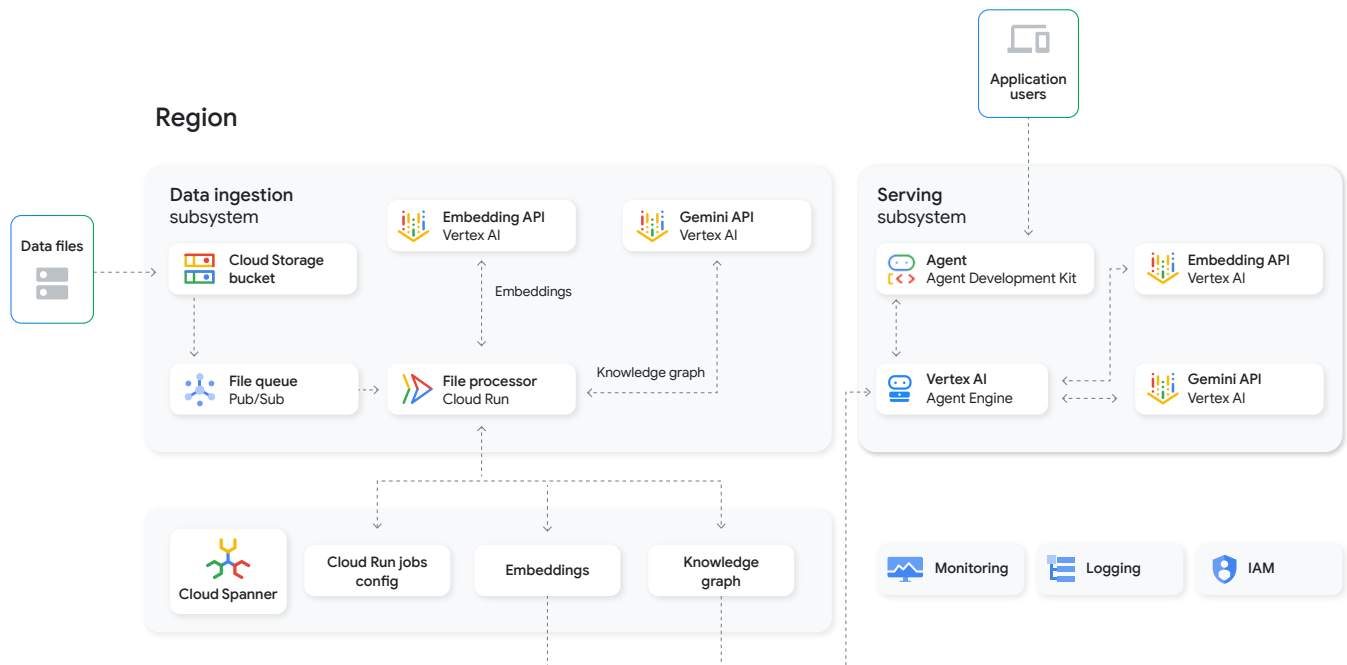 Application
users
Region
Data files
Data ingestion
subsystem
Cloud Storage
bucket
Embedding API
Vertex AI
Gemini API
Vertex AI
Embeddings
Knowledge graph
File queue
Pub/Sub
File processor
Cloud Run
Serving
subsystem
Agent
Agent Development Kit
Embedding API
Vertex AI
Vertex AI
Agent Engine
Gemini API
Vertex AI
Cloud Spanner
Cloud Run jobs
config
Embeddings
Knowledge
graph
Monitoring
Logging
IAM